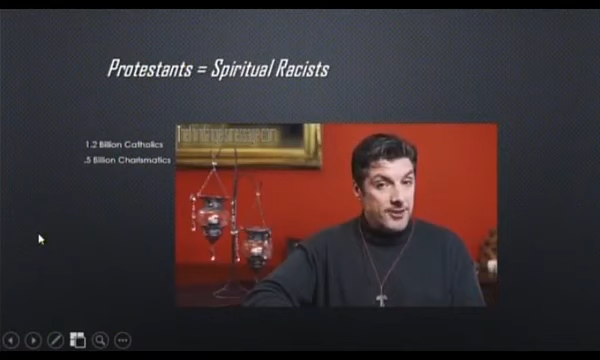 Protestants = Spiritual Racists
1.2 Billion Catholics
.5 Billion Charismatics